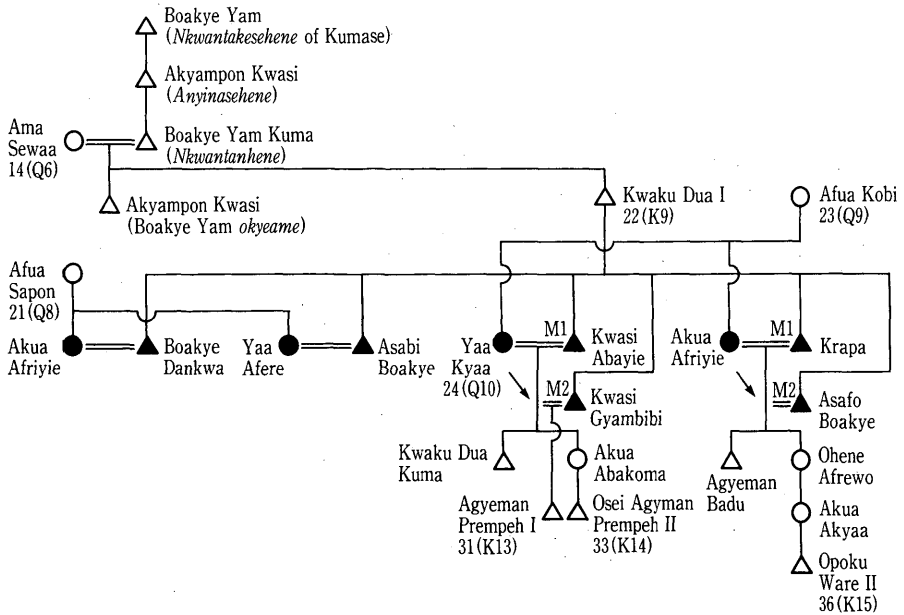 Boakye Yam
(Nkwantakesehene of Kumase)
Akyampon Kwasi
(Anyinasehene)
Ama
Sewaa
14(Q6)
Boakye Yam Kuma
(Nkwantanhene)
Akyampon Kwasi
(Boakye Yam okyeame)
Kwaku Dua I
22(K9)
Afua Kobi
23(Q9)
Afua
Sapon
21(Q8)
Akua
Afriyie
Boakye
Dankwa
Yaa
Afere
Asabi
Boakye
Yaa
Kyaa
24(Q10)
M1
Kwasi
Abayie
Akua
Afriyie
M1
Krapa
M2
Kwasi
Gyambibi
M2
Asafo
Boakye
Kwaku Dua
Kuma
Akua
Abakoma
Agyeman
Badu
Ohene
Afrewo
Agyeman
Prempeh I
31(K13)
Osei Agyman
Prempeh II
33(K14)
Akua
Akyaa
Opoku
Ware II
36(K15)